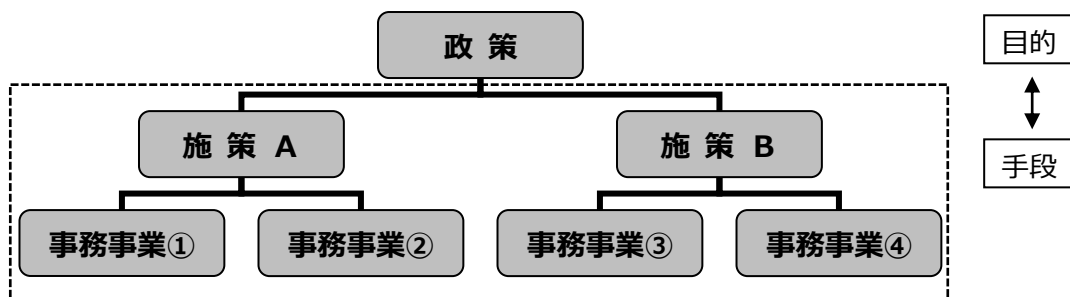 政 策
目的
施 策 A
施 策 B
手段
事務事業①
事務事業②
事務事業③
事務事業④